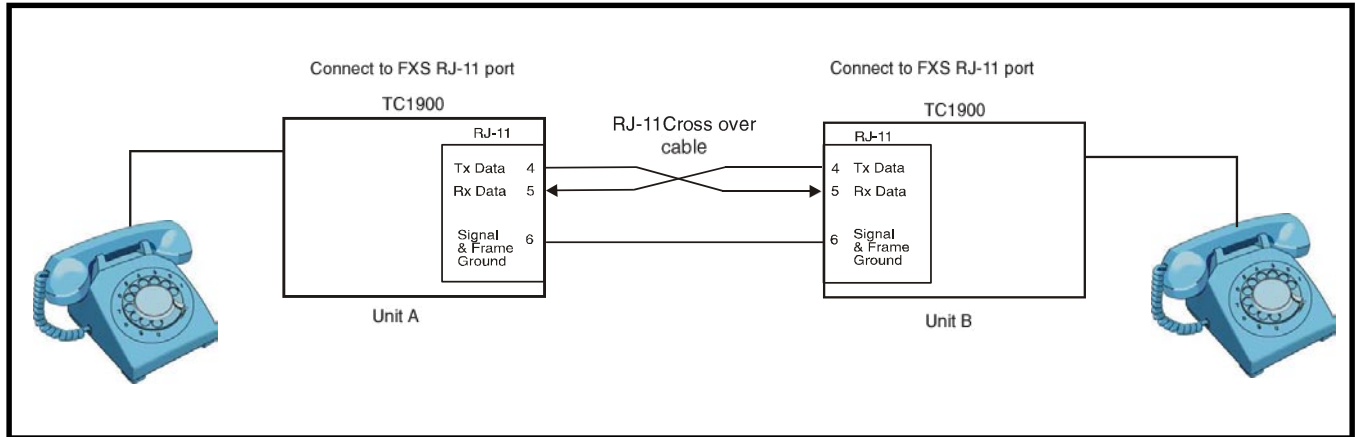 Connect to FXS RJ-11 port
TC1900
RJ-11
Tx Data 4
Rx Data 5
Signal
& Frame 6
Ground
Unit A
RJ-11Cross over
cable
Connect to FXS RJ-11 port
TC1900
RJ-11
4 Tx Data
5 Rx Data
Signal
6 & Frame
Ground
Unit B